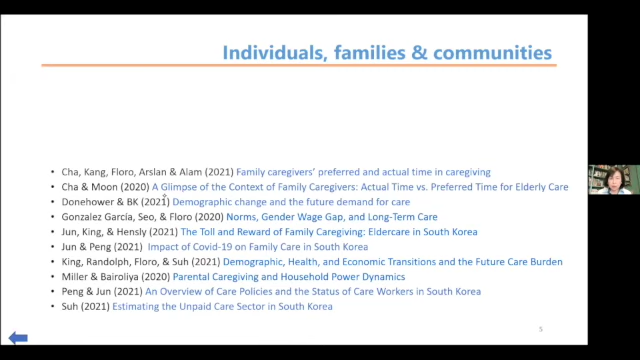 Individuals, families & communities
• Cha, Kang, Floro, Arslan & Alam (2021) Family caregivers' preferred and actual time in caregiving
• Cha & Moon (2020) A Glimpse of the Context of Family Caregivers: Actual Time vs. Preferred Time for Elderly Care
• Donehower & BK (2021) Demographic change and the future demand for care
• Gonzalez García, Seo, & Floro (2020) Norms, Gender Wage Gap, and Long-Term Care
• Jun, King, & Hensly (2021) The Toll and Reward of Family Caregiving: Eldercare in South Korea
• Jun & Peng (2021) Impact of Covid-19 on Family Care in South Korea
• King, Randolph, Floro, & Suh (2021) Demographic, Health, and Economic Transitions and the Future Care Burden
• Miller & Bairoliya (2020) Parental Caregiving and Household Power Dynamics
• Peng & Jun (2021) An Overview of Care Policies and the Status of Care Workers in South Korea
• Suh (2021) Estimating the Unpaid Care Sector in South Korea
5